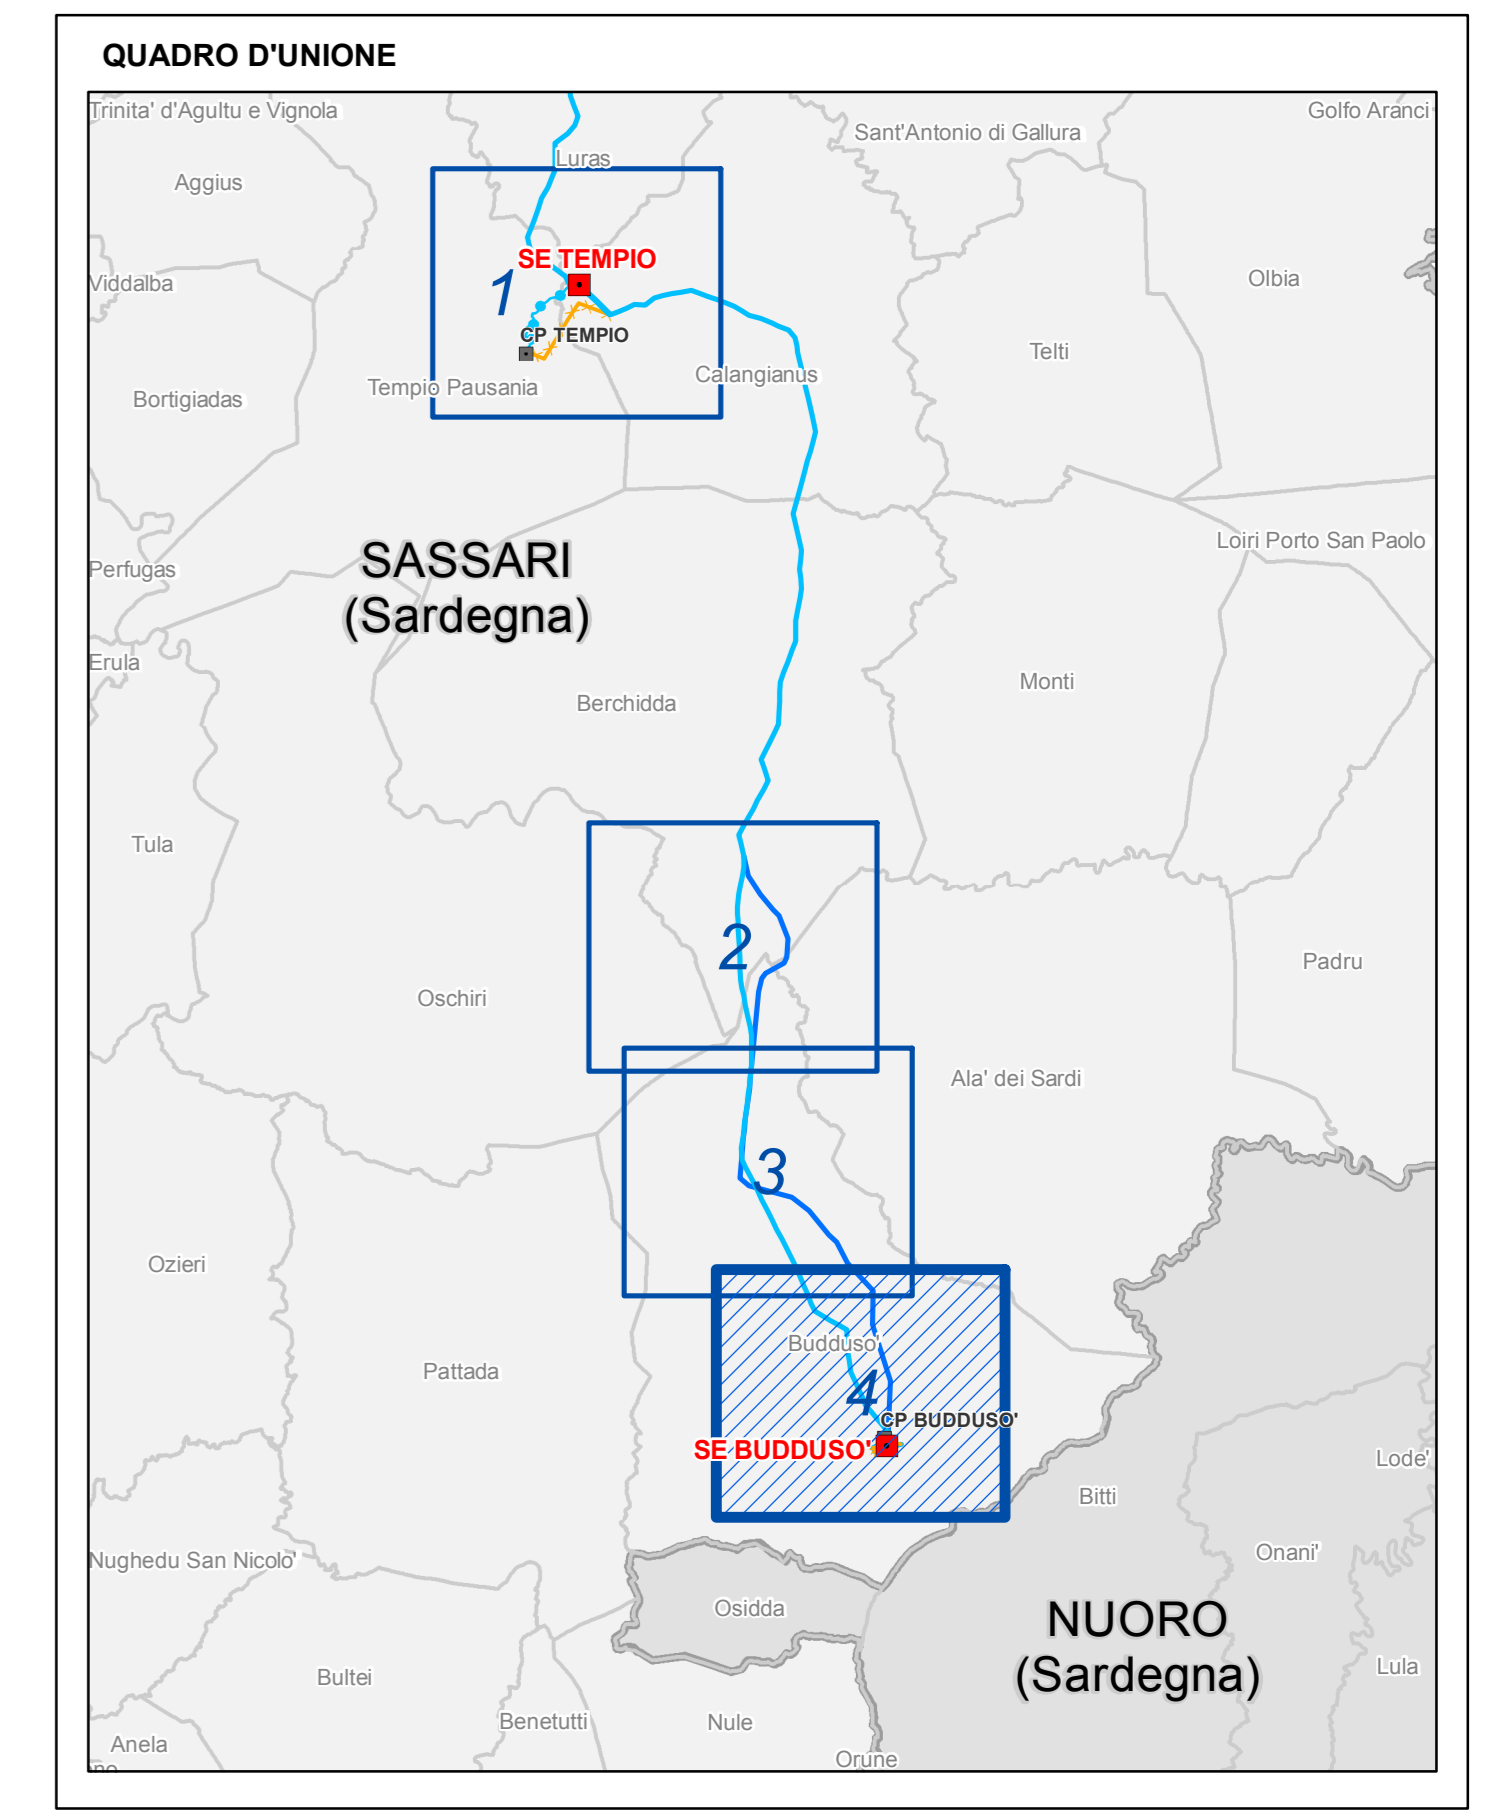 QUADRO D'UNIONE
Trinita' d'Agultu e Vignola
Golfo Aranci
Sant'Antonio di Gallura
Luras
Aggius
SE TEMPIO
Olbia
Viddalba
1
CP TEMPIO
Telti
Calangianus
Tempio Pausania
Bortigiadas
Loiri Porto San Paolo
SASSARI
(Sardegna)
Perfugas
Erula
Monti
Berchidda
Tula
2
Padru
Oschiri
Ala' dei Sardi
3
Ozieri
Budduso'
Pattada
4
CP BUDDUSO'
SE BUDDUSO'
Lode'
Bitti
Onani'
Nughedu San Nicolo'
Osidda
NUORO
(Sardegna)
Lula
Bultei
Benetutti
Nule
Anela
Orune